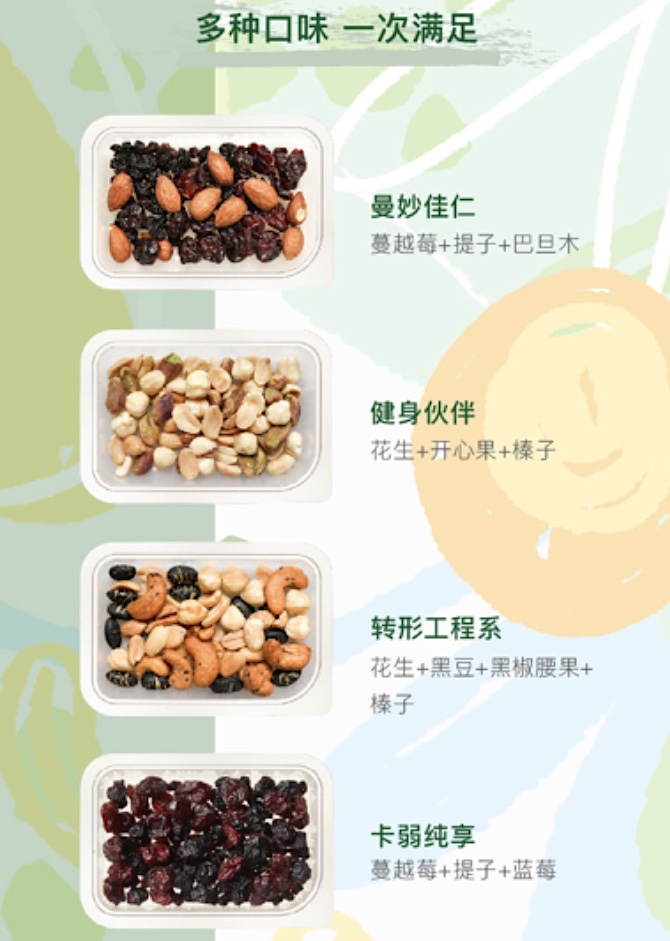 多种口味 一次满足
曼妙佳仁
蔓越莓+提子+巴旦木
健身伙伴
花生+开心果+榛子
转形工程系
花生+黑豆+黑椒腰果+
榛子
卡弱纯享
蔓越莓+提子+蓝莓